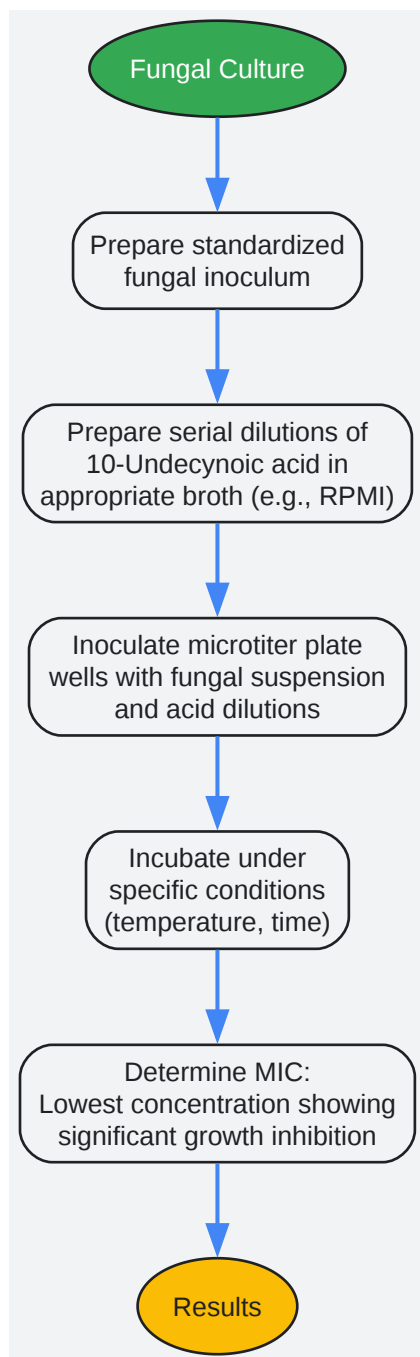 Fungal Culture
Prepare standardized
fungal inoculum
Prepare serial dilutions of
10-Undecynoic acid in
appropriate broth (e.g., RPMI)
Inoculate microtiter plate
wells with fungal suspension
and acid dilutions
Incubate under
specific conditions
(temperature, time)
Determine MIC:
Lowest concentration showing
significant growth inhibition
Results